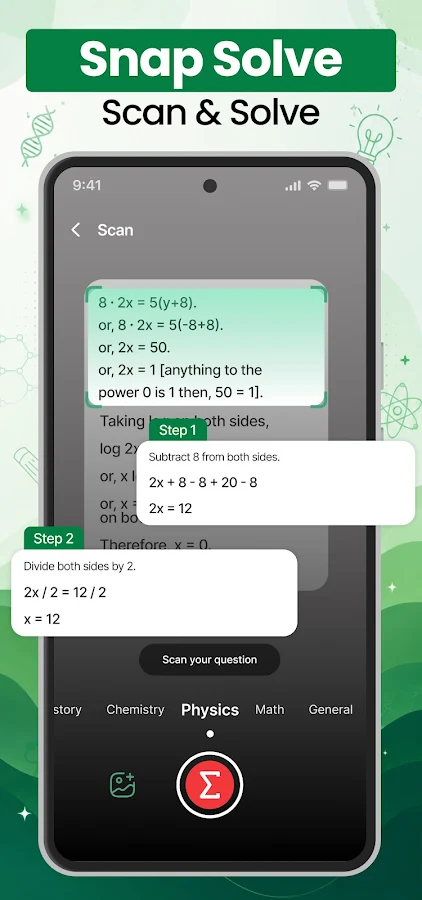 Snap Solve
Scan & Solve
9:41
Scan
8 · 2x = 5(y+8).
or, 8 · 2x = 5(-8+8).
or, 2x = 50.
or, 2x = 1 [anything to the
power 0 is 1 then, 50 = 1].
Taking both sides,
Step 1
log 2x
Subtract 8 from both sides.
or, x
2x + 8 - 8 + 20 - 8
or, x =
on bo
2x = 12
Therefore, x = 0.
Step 2
Divide both sides by 2.
2x / 2 = 12 / 2
x = 12
Scan your question
story Chemistry Physics Math General
Σ